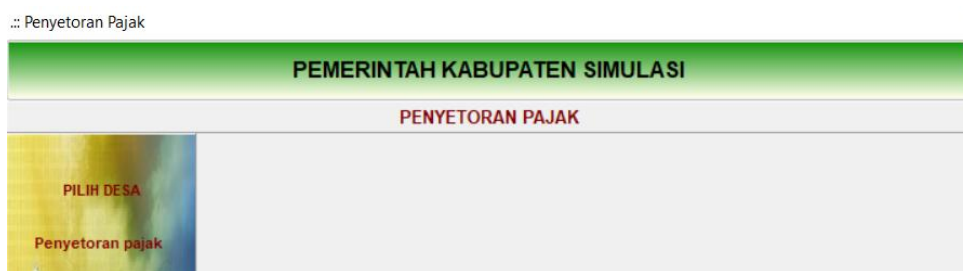 .:: Penyetoran Pajak
PEMERINTAH KABUPATEN SIMULASI
PENYETORAN PAJAK
PILIH DESA
Penyetoran pajak